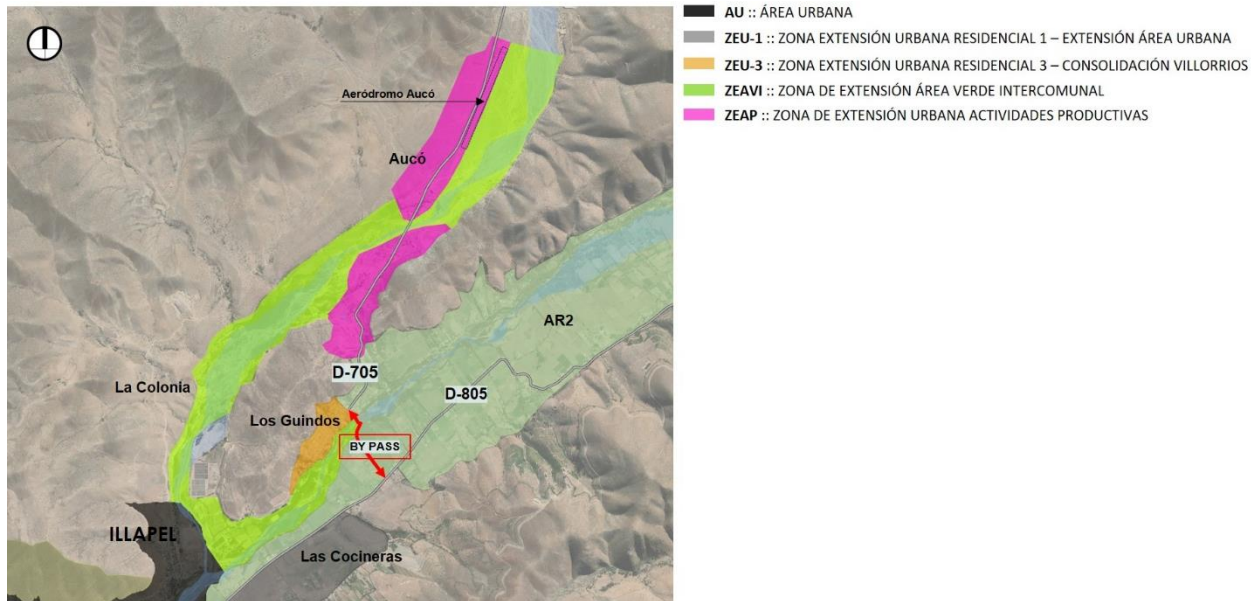 Aeródromo Aucó
Aucó
AR2
D-705
D-805
La Colonia
Los Guindos
BY PASS
ILLAPEL
Las Cocineras
AU :: ÁREA URBANA
ZEU-1 :: ZONA EXTENSIÓN URBANA RESIDENCIAL 1 – EXTENSIÓN ÁREA URBANA
ZEU-3 :: ZONA EXTENSIÓN URBANA RESIDENCIAL 3 – CONSOLIDACIÓN VILLORRIOS
ZEAVI :: ZONA DE EXTENSIÓN ÁREA VERDE INTERCOMUNAL
ZEAP :: ZONA DE EXTENSIÓN URBANA ACTIVIDADES PRODUCTIVAS